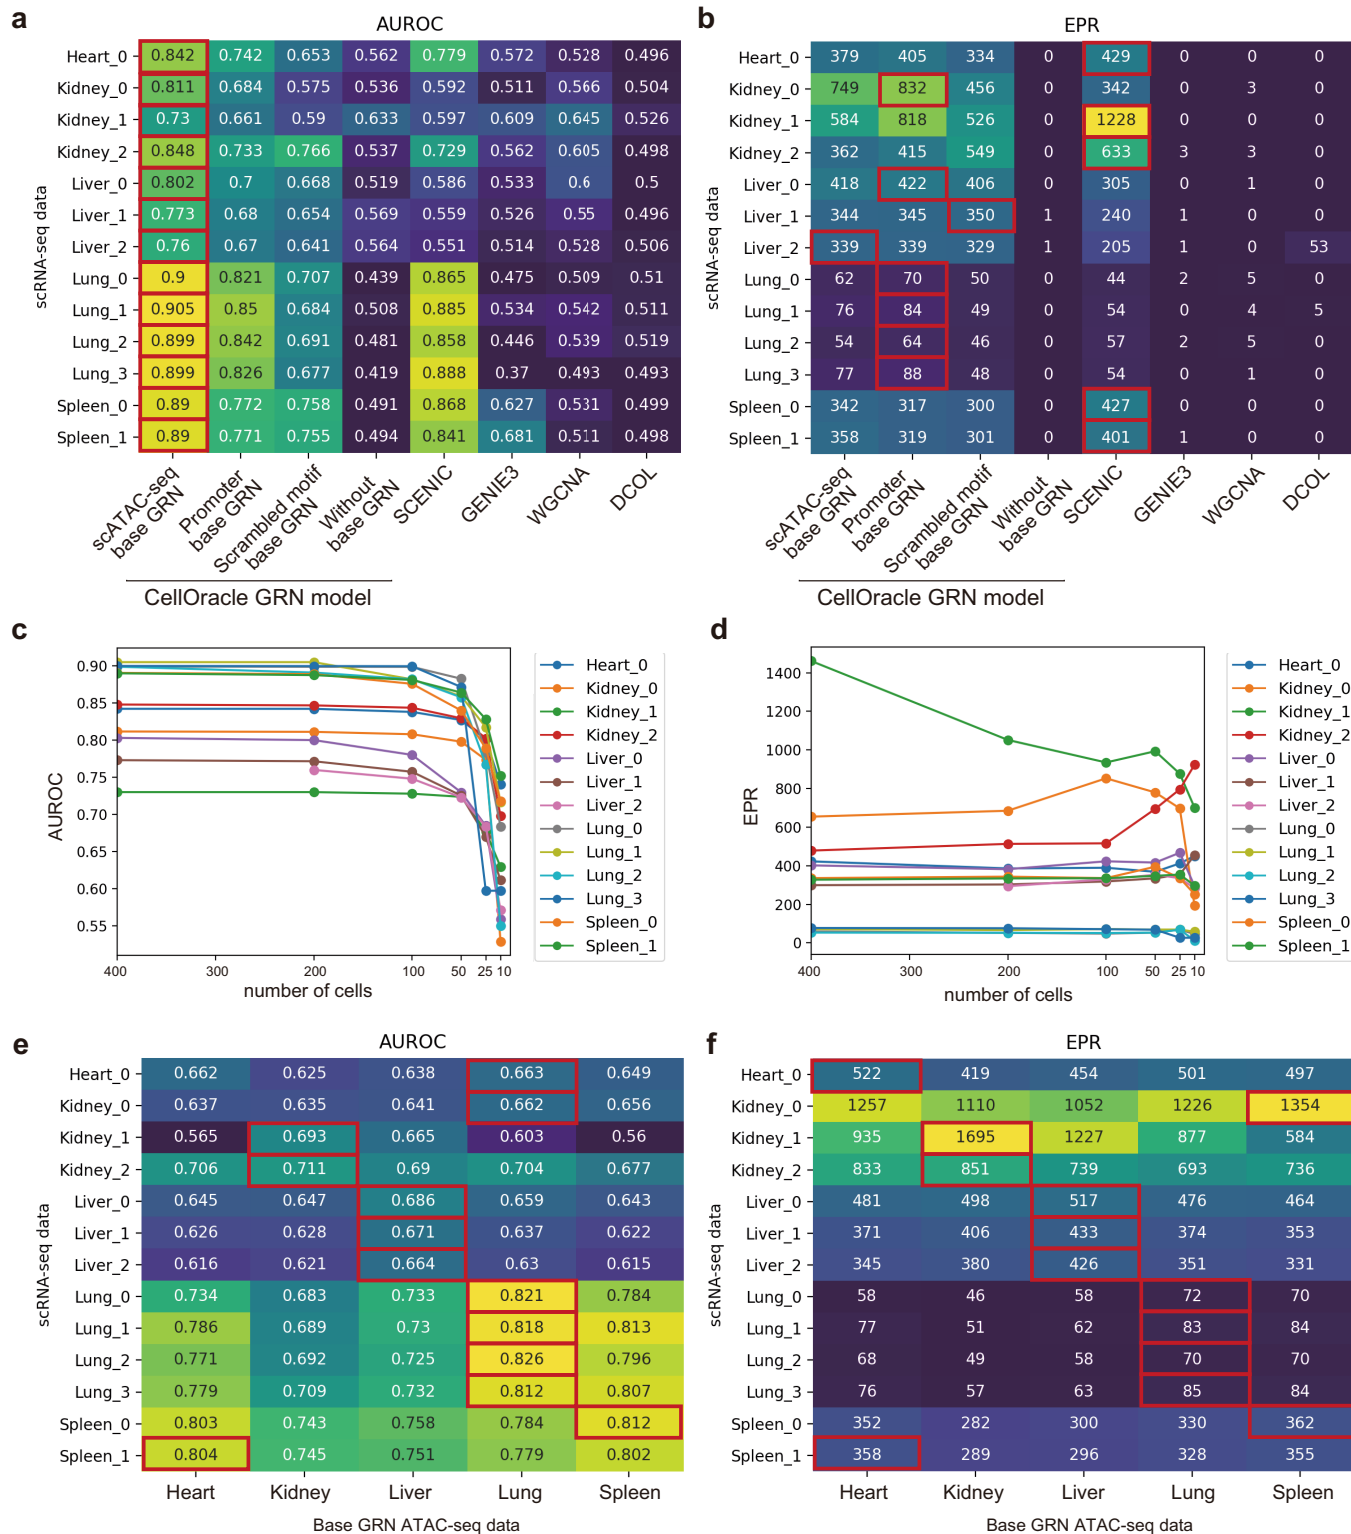 a
AUROC
scRNA-seq data
Heart_0 0.842 0.742 0.653 0.562 0.779 0.572 0.528 0.496
Kidney_0 0.811 0.684 0.575 0.536 0.592 0.511 0.566 0.504
Kidney_1 0.73 0.661 0.59 0.633 0.597 0.609 0.645 0.526
Kidney_2 0.848 0.733 0.766 0.537 0.729 0.562 0.605 0.498
Liver_0 0.802 0.7 0.668 0.519 0.586 0.533 0.6 0.5
Liver_1 0.773 0.68 0.654 0.569 0.559 0.526 0.55 0.496
Liver_2 0.76 0.67 0.641 0.564 0.551 0.514 0.528 0.506
Lung_0 0.9 0.821 0.707 0.439 0.865 0.475 0.509 0.51
Lung_1 0.905 0.85 0.684 0.508 0.885 0.534 0.542 0.511
Lung_2 0.899 0.842 0.691 0.481 0.858 0.446 0.539 0.519
Lung_3 0.899 0.826 0.677 0.419 0.888 0.37 0.493 0.493
Spleen_0 0.89 0.772 0.758 0.491 0.868 0.627 0.531 0.499
Spleen_1 0.89 0.771 0.755 0.494 0.841 0.681 0.511 0.498
scATAC-seq
base GRN
Promoter
base GRN
Scrambled motif
base GRN
Without
base GRN
SCENIC
GENIE3
WGCNA
DCOL
CellOracle GRN model
b
EPR
scRNA-seq data
Heart_0 379 405 334 0 429 0 0 0
Kidney_0 749 832 456 0 342 0 3 0
Kidney_1 584 818 526 0 1228 0 0 0
Kidney_2 362 415 549 0 633 3 3 0
Liver_0 418 422 406 0 305 0 1 0
Liver_1 344 345 350 1 240 1 0 0
Liver_2 339 339 329 1 205 1 0 53
Lung_0 62 70 50 0 44 2 5 0
Lung_1 76 84 49 0 54 0 4 5
Lung_2 54 64 46 0 57 2 5 0
Lung_3 77 88 48 0 54 0 1 0
Spleen_0 342 317 300 0 427 0 0 0
Spleen_1 358 319 301 0 401 1 0 0
scATAC-seq
base GRN
Promoter
base GRN
Scrambled motif
base GRN
Without
base GRN
SCENIC
GENIE3
WGCNA
DCOL
CellOracle GRN model
c
AUROC
0.90
0.85
0.80
0.75
0.70
0.65
0.60
0.55
400 300 200 100 50 25 10
number of cells
Heart_0
Kidney_0
Kidney_1
Kidney_2
Liver_0
Liver_1
Liver_2
Lung_0
Lung_1
Lung_2
Lung_3
Spleen_0
Spleen_1
d
EPR
1400
1200
1000
800
600
400
200
0
400 300 200 100 50 25 10
number of cells
Heart_0
Kidney_0
Kidney_1
Kidney_2
Liver_0
Liver_1
Liver_2
Lung_0
Lung_1
Lung_2
Lung_3
Spleen_0
Spleen_1
e
AUROC
scRNA-seq data
Heart_0 0.662 0.625 0.638 0.663 0.649
Kidney_0 0.637 0.635 0.641 0.662 0.656
Kidney_1 0.565 0.693 0.665 0.603 0.56
Kidney_2 0.706 0.711 0.69 0.704 0.677
Liver_0 0.645 0.647 0.686 0.659 0.643
Liver_1 0.626 0.628 0.671 0.637 0.622
Liver_2 0.616 0.621 0.664 0.63 0.615
Lung_0 0.734 0.683 0.733 0.821 0.784
Lung_1 0.786 0.689 0.73 0.818 0.813
Lung_2 0.771 0.692 0.725 0.826 0.796
Lung_3 0.779 0.709 0.732 0.812 0.807
Spleen_0 0.803 0.743 0.758 0.784 0.812
Spleen_1 0.804 0.745 0.751 0.779 0.802
Heart Kidney Liver Lung Spleen
Base GRN ATAC-seq data
f
EPR
scRNA-seq data
Heart_0 522 419 454 501 497
Kidney_0 1257 1110 1052 1226 1354
Kidney_1 935 1695 1227 877 584
Kidney_2 833 851 739 693 736
Liver_0 481 498 517 476 464
Liver_1 371 406 433 374 353
Liver_2 345 380 426 351 331
Lung_0 58 46 58 72 70
Lung_1 77 51 62 83 84
Lung_2 68 49 58 70 70
Lung_3 76 57 63 85 84
Spleen_0 352 282 300 330 362
Spleen_1 358 289 296 328 355
Heart Kidney Liver Lung Spleen
Base GRN ATAC-seq data